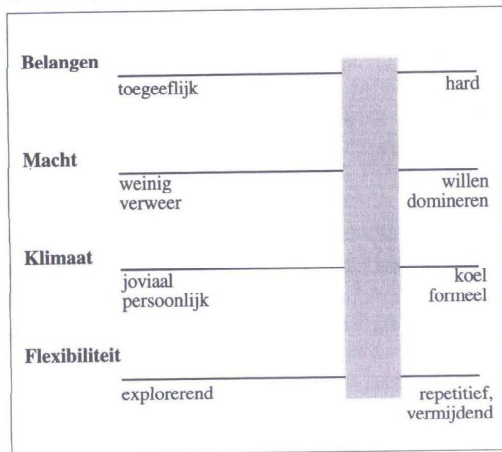 Belangen
toegeeflijk hard
Macht
weinig willen
verweer domineren
Klimaat
joviaal koel
persoonlijk formeel
Flexibiliteit
explorerend repetitief,
vermijdend